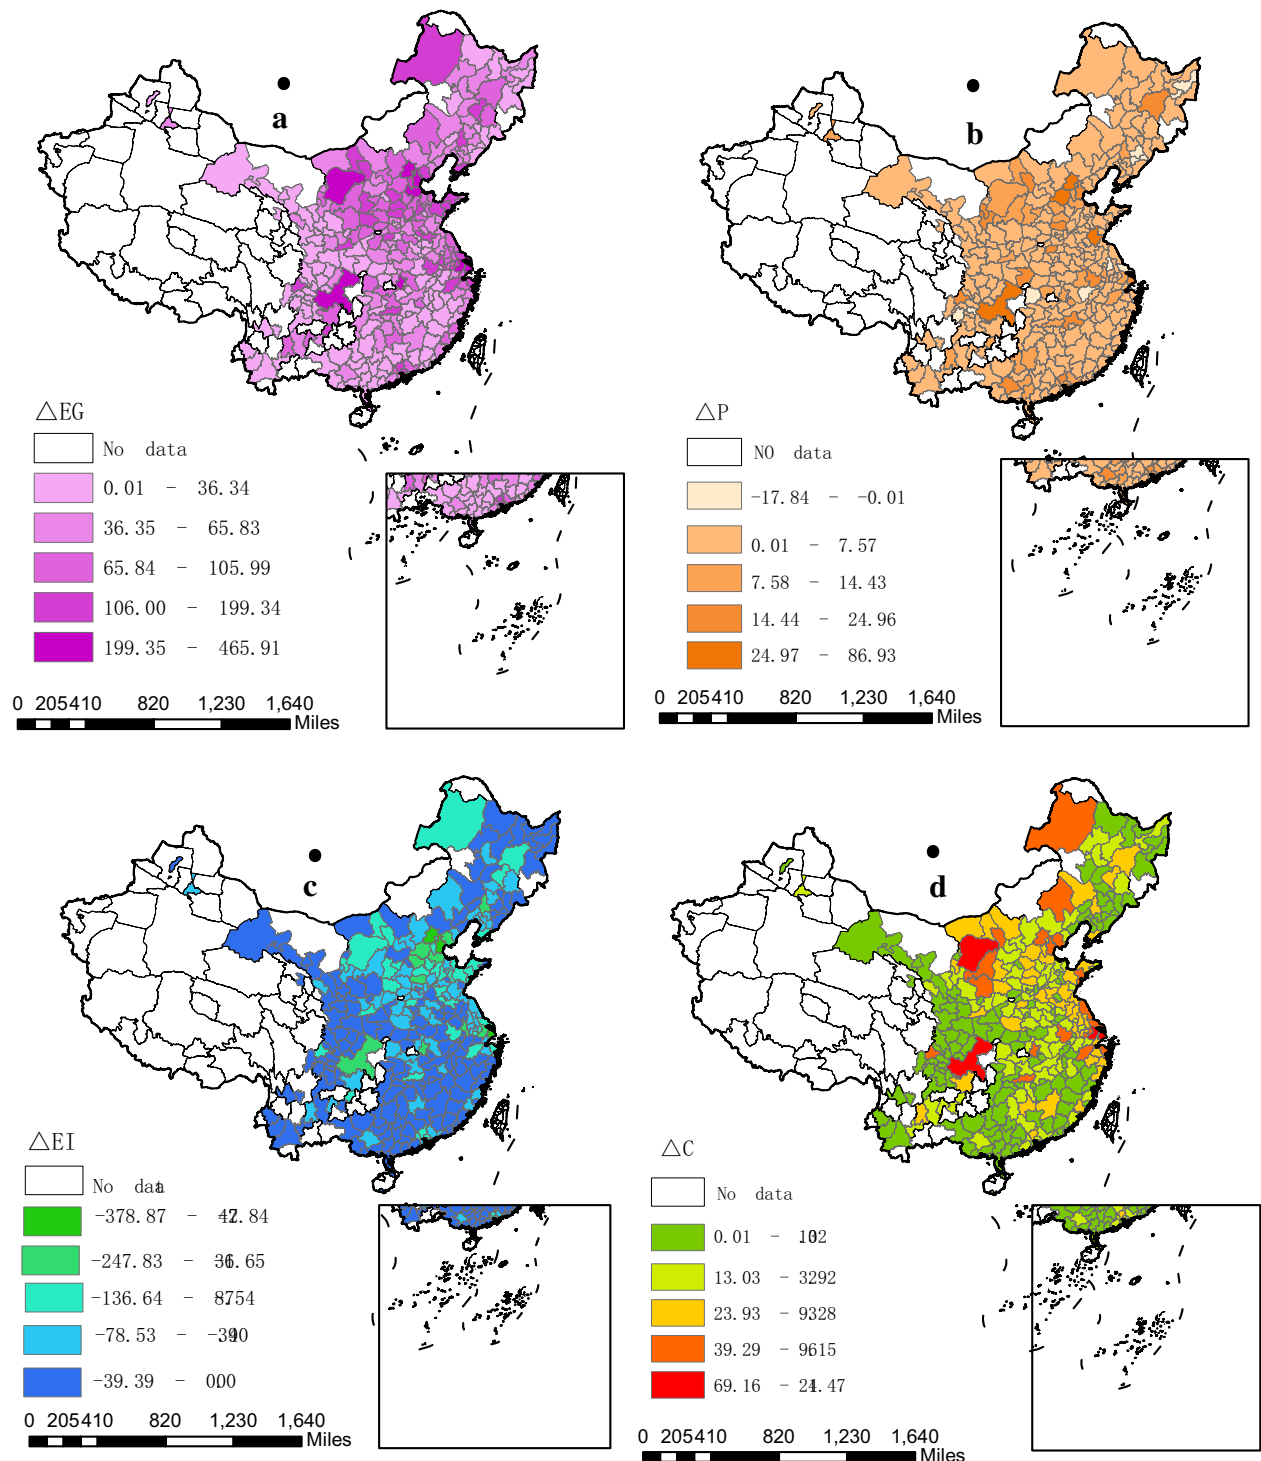 a
△EG
No data
0.01 - 36.34
36.35 - 65.83
65.84 - 105.99
106.00 - 199.34
199.35 - 465.91
0 205410 820 1,230 1,640
Miles
b
△P
NO data
-17.84 - -0.01
0.01 - 7.57
7.58 - 14.43
14.44 - 24.96
24.97 - 86.93
0 205410 820 1,230 1,640
Miles
c
△EI
No data
-378.87 -
-247.83 -
-136.64 -
-78.53 -
-39.39 -
0 205410 820 1,230 1,640
Miles
d
△C
No data
0.01 -
13.03 -
23.93 -
39.29 -
69.16 -
0 205410 820 1,230 1,640
Miles